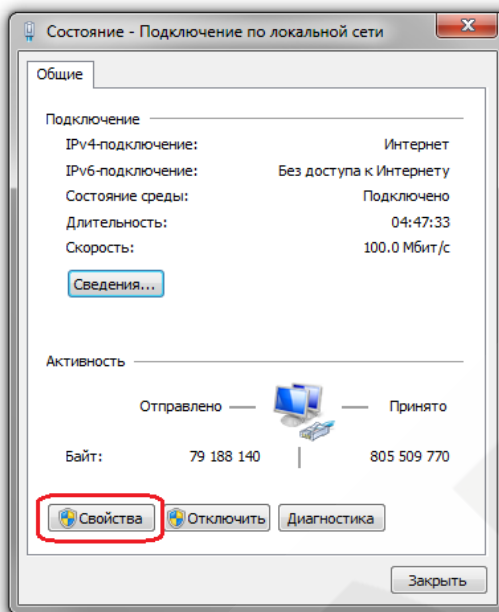 Состояние - Подключение по локальной сети
Общие
Подключение
IPv4-подключение: Интернет
IPv6-подключение: Без доступа к Интернету
Состояние среды: Подключено
Длительность: 04:47:33
Скорость: 100.0 Мбит/с
Сведения...
Активность
Отправлено — — Принято
Байт: 79 188 140 | 805 509 770
Свойства Отключить Диагностика
Закрыть